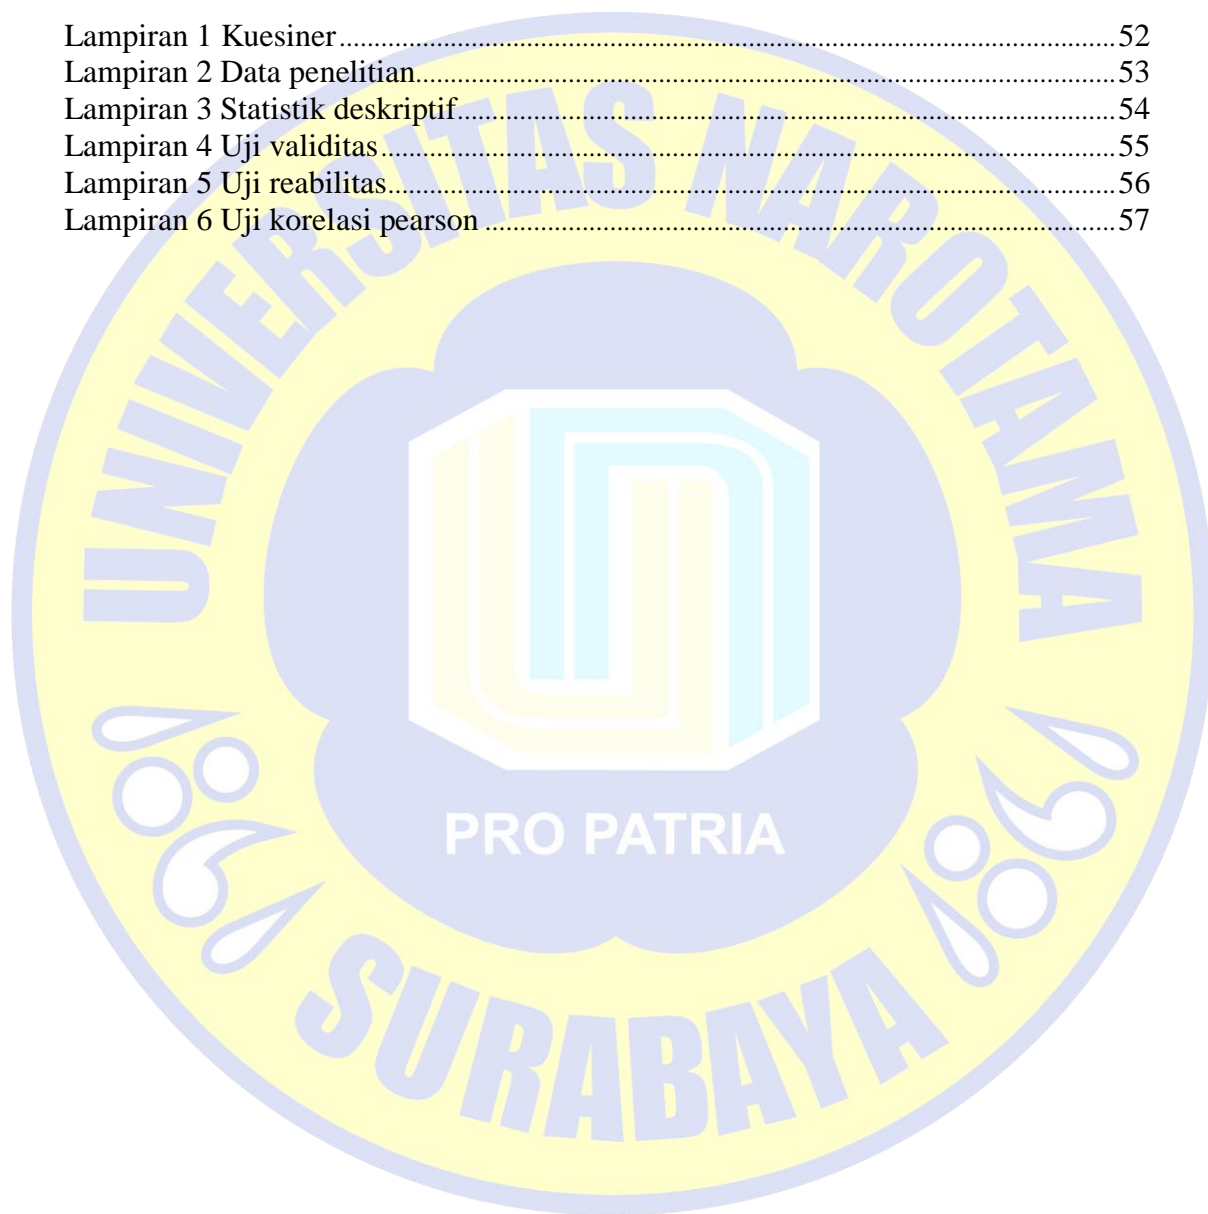 Lampiran 1 Kuesiner....................................................................................................52
Lampiran 2 Data penelitian..........................................................................................53
Lampiran 3 Statistik deskriptif.....................................................................................54
Lampiran 4 Uji validitas...............................................................................................55
Lampiran 5 Uji reabilitas..............................................................................................56
Lampiran 6 Uji korelasi pearson ..................................................................................57
UNIVERSITAS NAROTAMA
PRO PATRIA
SURABAYA